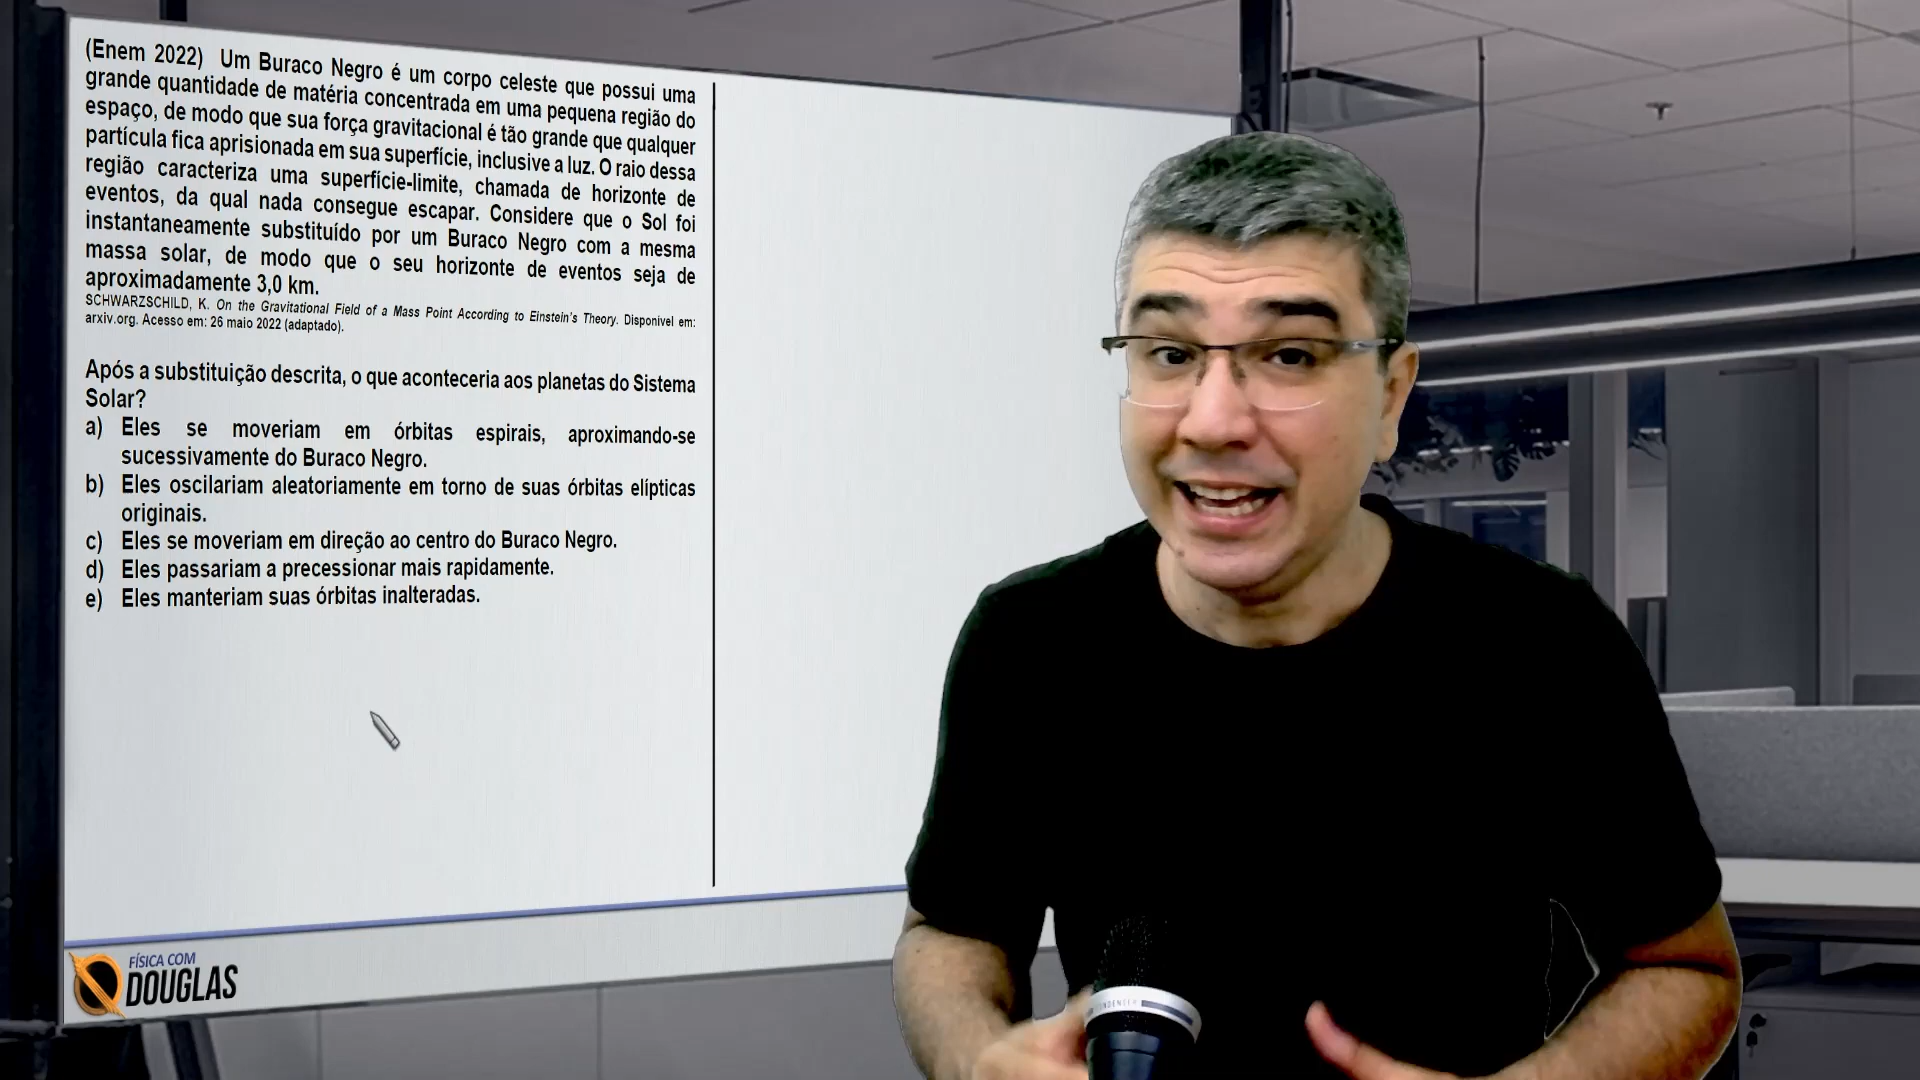 (Enem 2022) Um Buraco Negro é um corpo celeste que possui uma
grande quantidade de matéria concentrada em uma pequena região do
espaço, de modo que sua força gravitacional é tão grande que qualquer
partícula fica aprisionada em sua superfície, inclusive a luz. O raio dessa
região caracteriza uma superfície-limite, chamada de horizonte de
eventos, da qual nada consegue escapar. Considere que o Sol foi
instantaneamente substituído por um Buraco Negro com a mesma
massa solar, de modo que o seu horizonte de eventos seja de
aproximadamente 3,0 km.
SCHWARZSCHILD, K. On the Gravitational Field of a Mass Point According to Einstein's Theory. Disponível em:
arxiv.org. Acesso em: 26 maio 2022 (adaptado).
Após a substituição descrita, o que aconteceria aos planetas do Sistema
Solar?
a) Eles se moveriam em órbitas espirais, aproximando-se
sucessivamente do Buraco Negro.
b) Eles oscilariam aleatoriamente em torno de suas órbitas elípticas
originais.
c) Eles se moveriam em direção ao centro do Buraco Negro.
d) Eles passariam a precessionar mais rapidamente.
e) Eles manteriam suas órbitas inalteradas.
FÍSICA COM
DOUGLAS